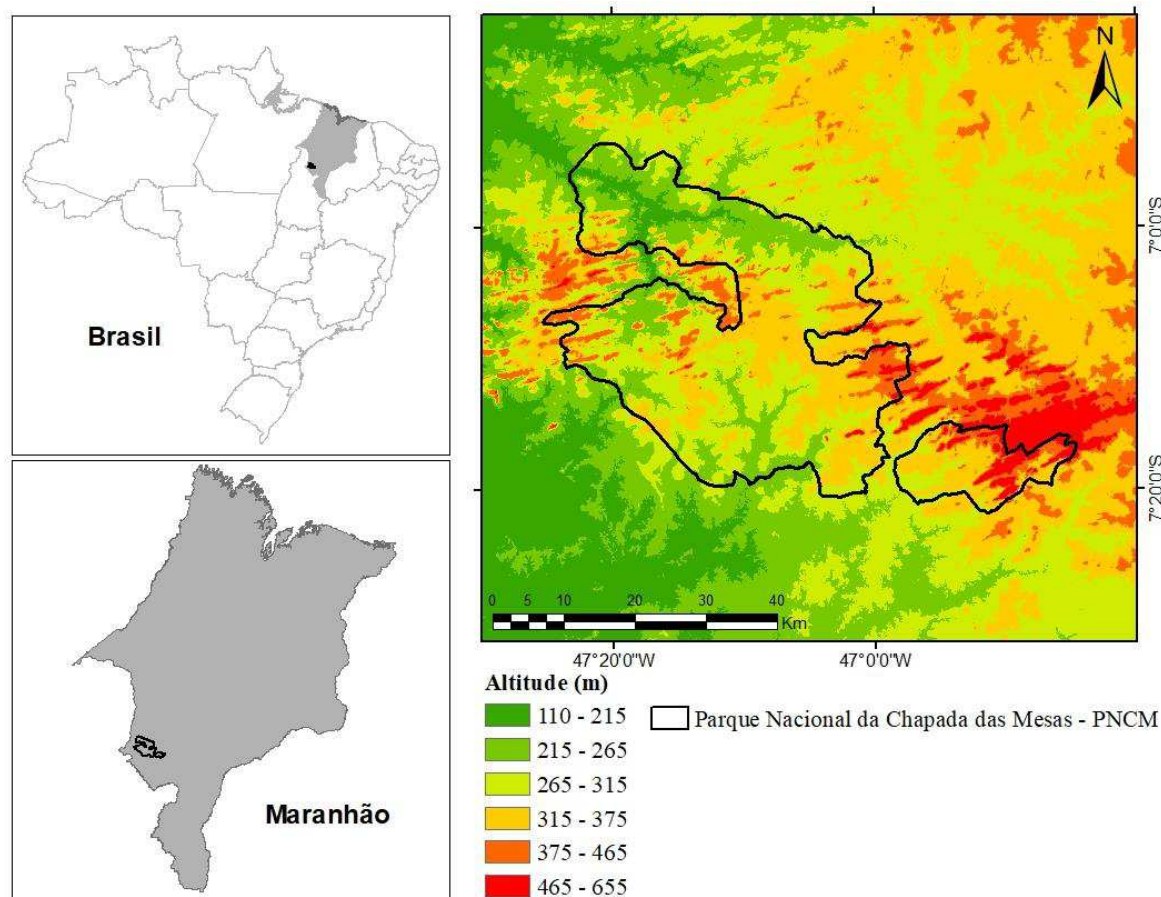 Brasil
Maranhão
N
7°0'0"S
7°20'0"S
0 5 10 20 30 40
Km
47°20'0"W 47°0'0"W
Altitude (m)
110 - 215
215 - 265
265 - 315
315 - 375
375 - 465
465 - 655
Parque Nacional da Chapada das Mesas - PNCM